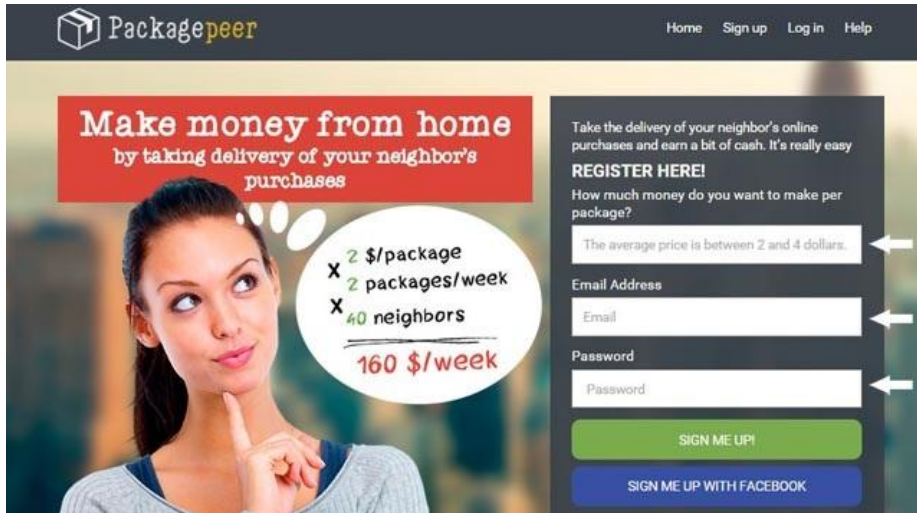 Packagepeer
Home Sign up Log in Help
Make money from home
by taking delivery of your neighbor's
purchases
x 2 $/package
x 2 packages/week
40 neighbors
160 $/week
Take the delivery of your neighbor's online
purchases and earn a bit of cash. It's really easy
REGISTER HERE!
How much money do you want to make per
package?
The average price is between 2 and 4 dollars.
Email Address
Email
Password
Password
SIGN ME UP!
SIGN ME UP WITH FACEBOOK